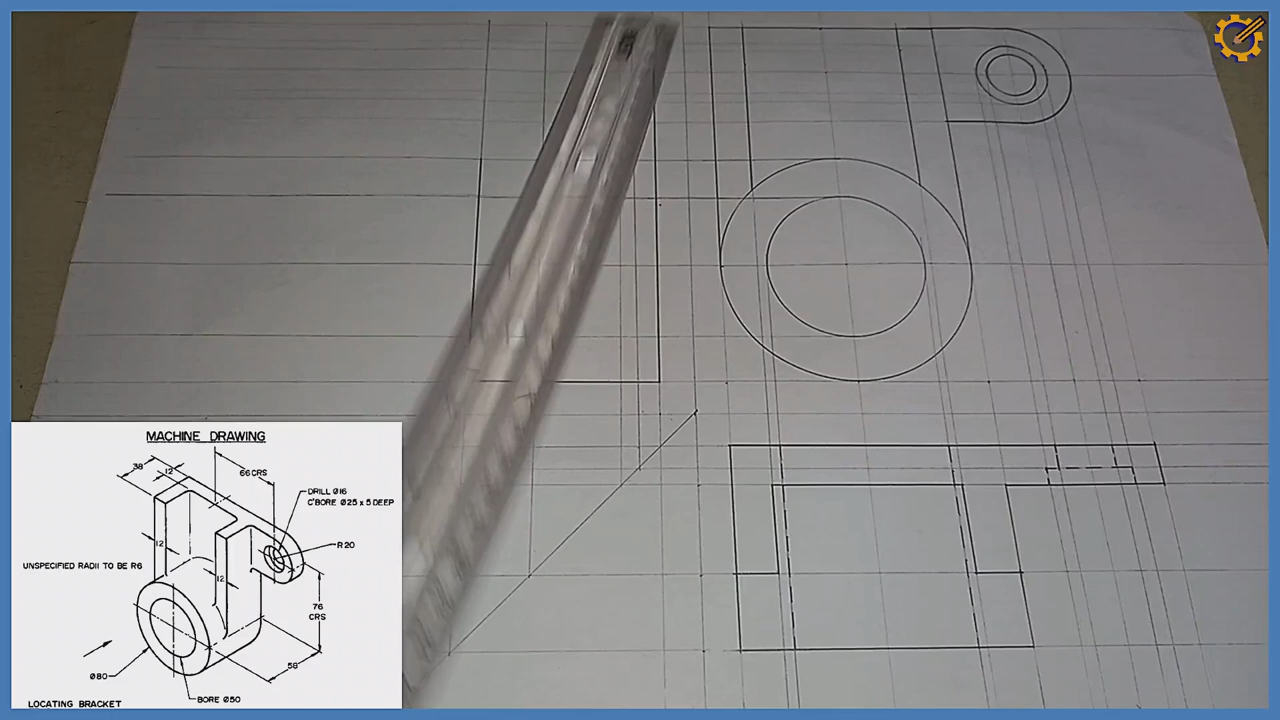 MACHINE DRAWING
38
12
66 CRS
DRILL Ø16
C'BORE Ø25 x 5 DEEP
R20
12
UNSPECIFIED RADII TO BE R6
12
76
CRS
58
Ø80
BORE Ø50
LOCATING BRACKET